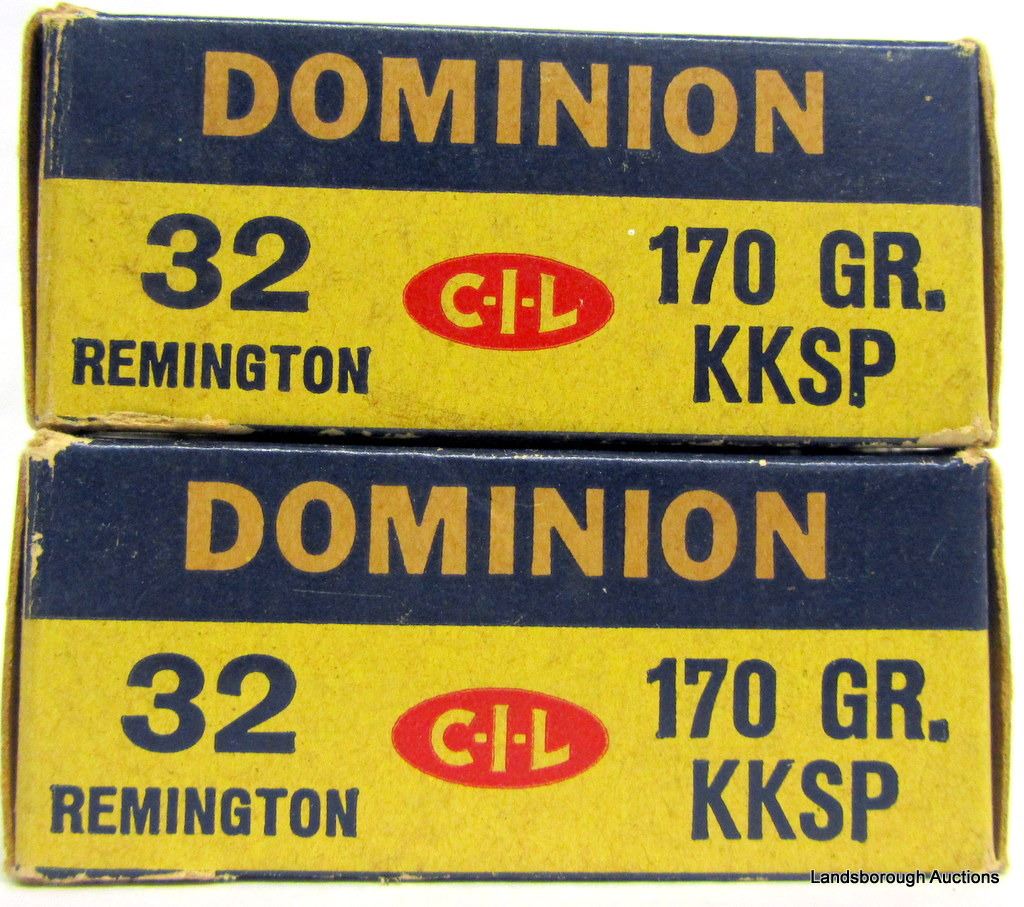 DOMINION
32
REMINGTON
C-I-L
170 GR.
KKSP
DOMINION
32
REMINGTON
C-I-L
170 GR.
KKSP
Landsborough Auctions